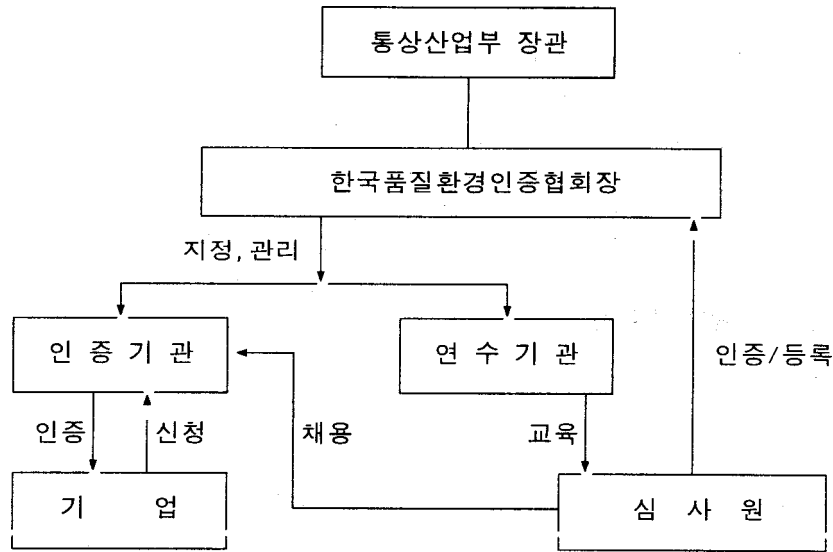 통상산업부 장관
한국품질환경인증협회장
지정, 관리
인 증 기 관
연 수 기 관
인증/등록
인증
신청
채용
교육
기 업
심 사 원